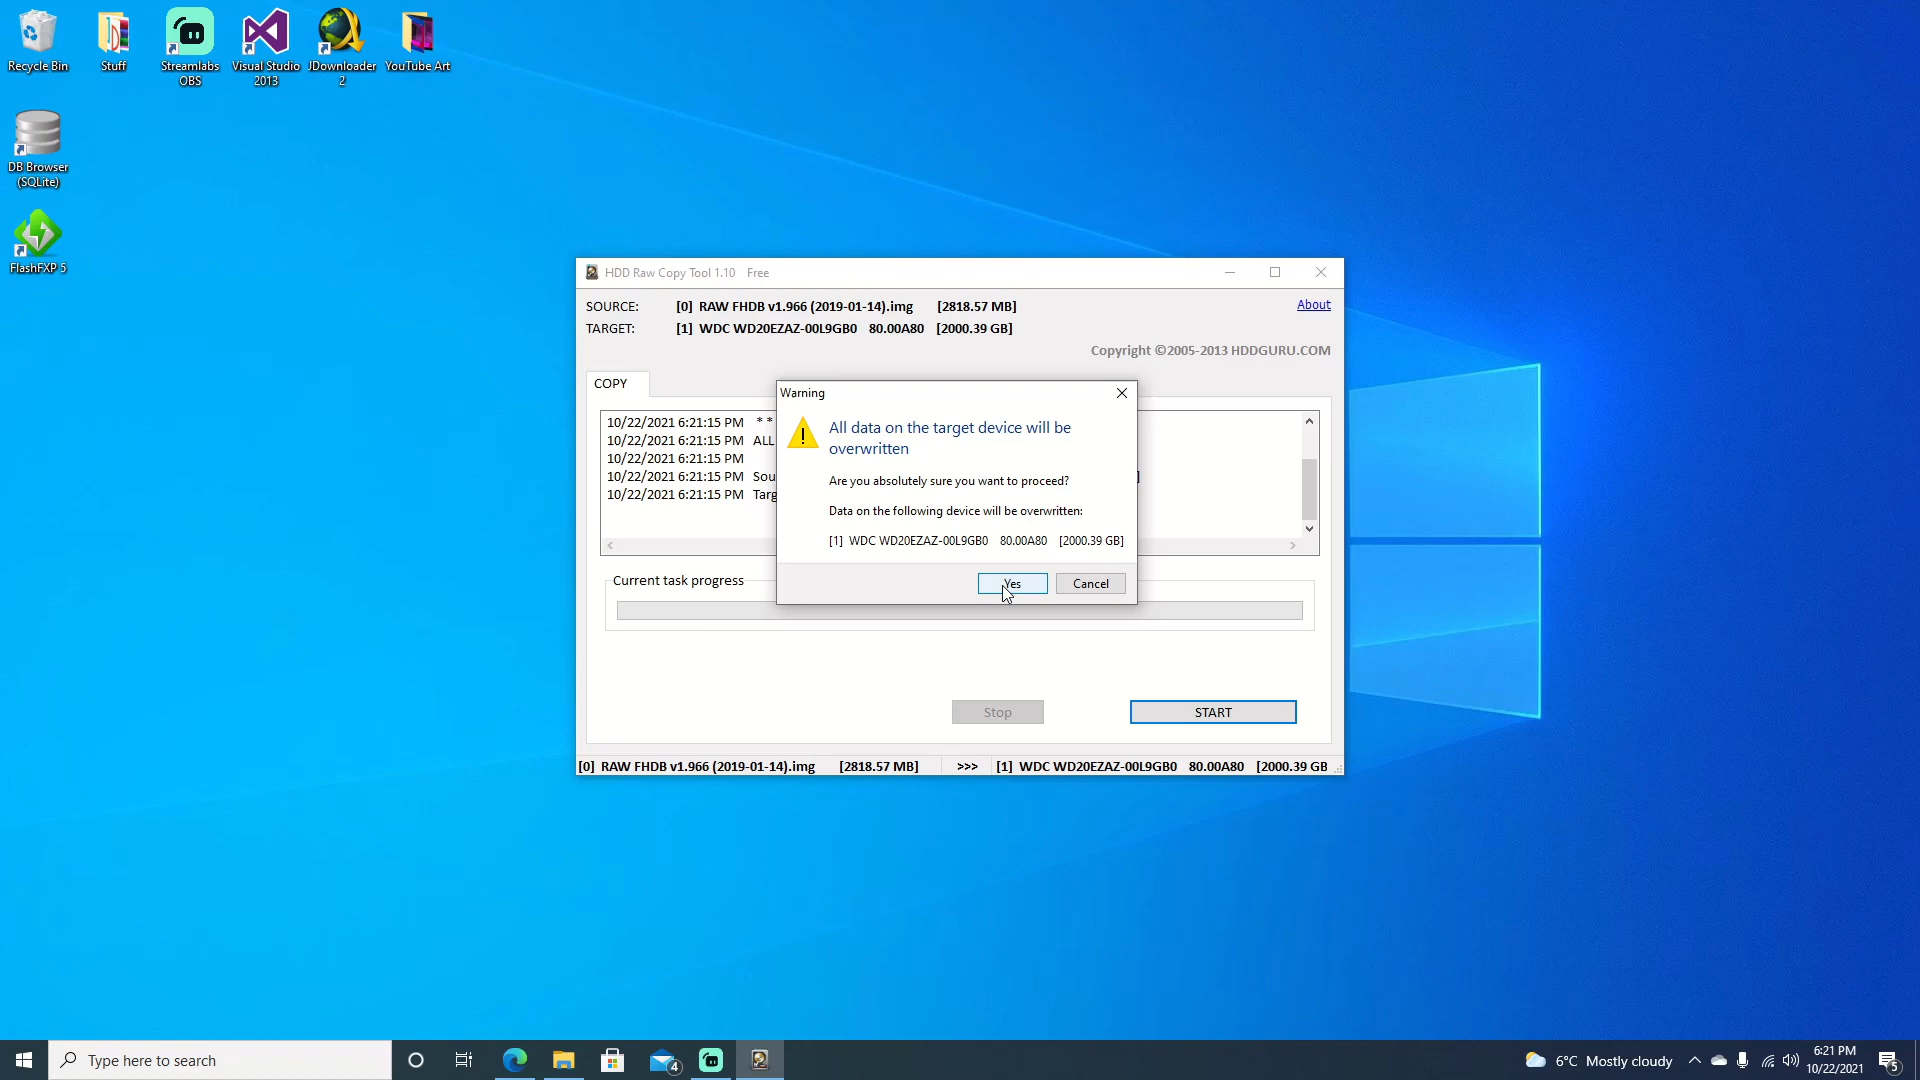 Recycle Bin
Stuff
Streamlabs
OBS
Visual Studio
2013
JDownloader
2
YouTube Art
DB Browser
(SQLite)
FlashFXP 5
HDD Raw Copy Tool 1.10 Free
SOURCE: [0] RAW FHDB v1.966 (2019-01-14).img [2818.57 MB]
About
TARGET: [1] WDC WD20EZAZ-00L9GB0 80.00A80 [2000.39 GB]
Copyright ©2005-2013 HDDGURU.COM
COPY
10/22/2021 6:21:15 PM * *
10/22/2021 6:21:15 PM ALL
10/22/2021 6:21:15 PM
10/22/2021 6:21:15 PM Sou
]
10/22/2021 6:21:15 PM Targ
Warning
All data on the target device will be
overwritten
Are you absolutely sure you want to proceed?
Data on the following device will be overwritten:
[1] WDC WD20EZAZ-00L9GB0 80.00A80 [2000.39 GB]
Yes
Cancel
Current task progress
Stop
START
[0] RAW FHDB v1.966 (2019-01-14).img [2818.57 MB] >>> [1] WDC WD20EZAZ-00L9GB0 80.00A80 [2000.39 GB
Type here to search
4
6°C Mostly cloudy
6:21 PM
10/22/2021
5